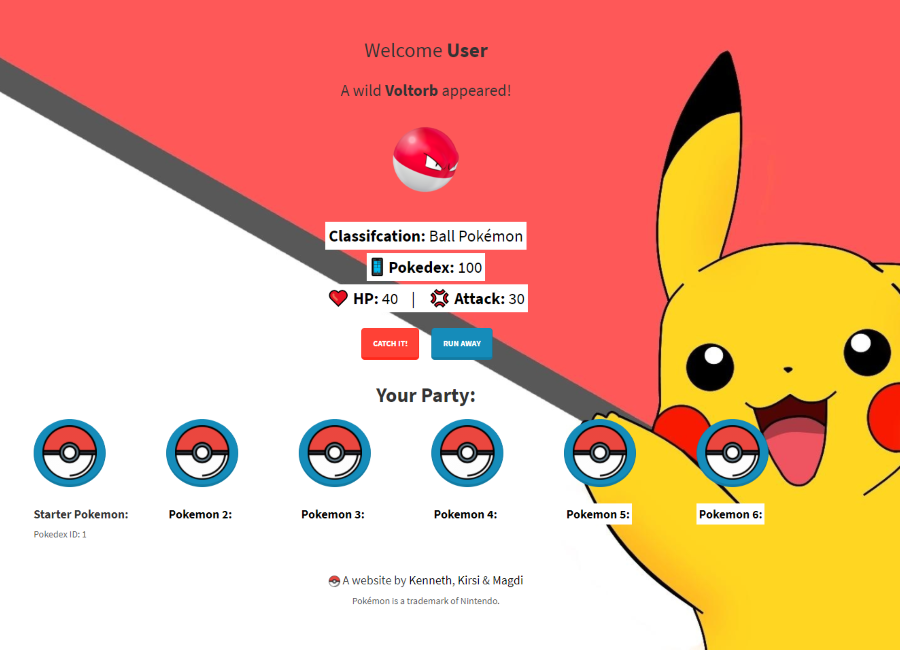 Welcome User
A wild Voltorb appeared!
Classifcation: Ball Pokémon
Pokedex: 100
HP: 40 | Attack: 30
CATCH IT! RUN AWAY
Your Party:
Starter Pokemon: Pokemon 2: Pokemon 3: Pokemon 4: Pokemon 5: Pokemon 6:
Pokedex ID: 1
A website by Kenneth, Kirsi & Magdi
Pokémon is a trademark of Nintendo.